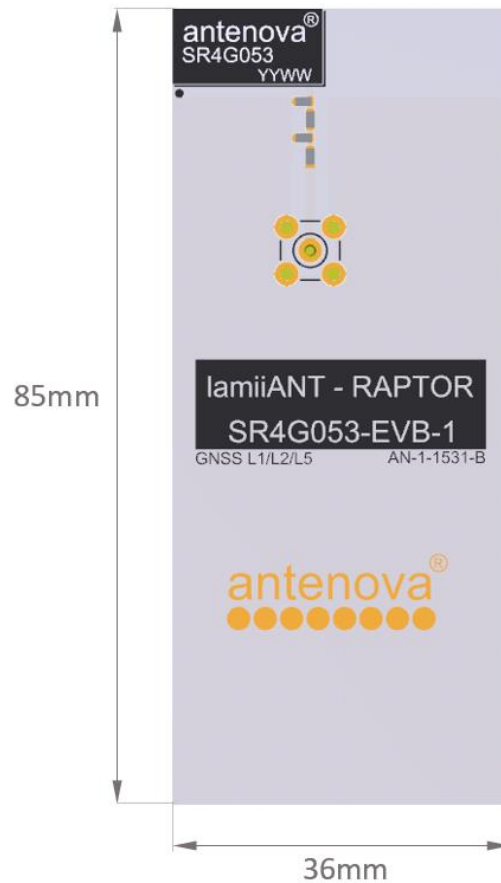 antenova®
SR4G053
YYWW
85mm
lamiiANT - RAPTOR
SR4G053-EVB-1
GNSS L1/L2/L5 AN-1-1531-B
antenova®
36mm